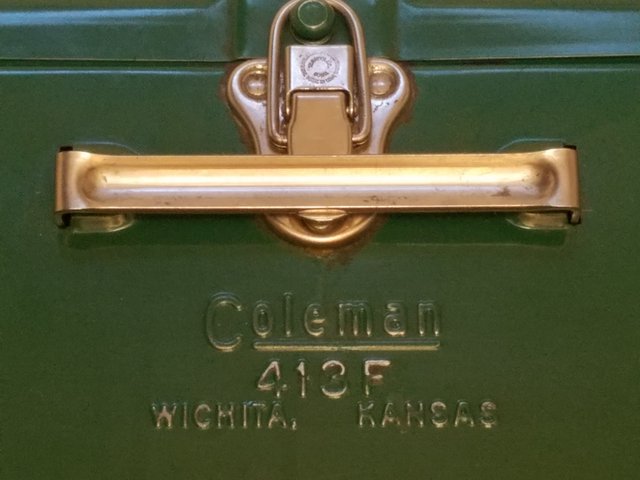 Coleman
413F
WICHITA, KANSAS